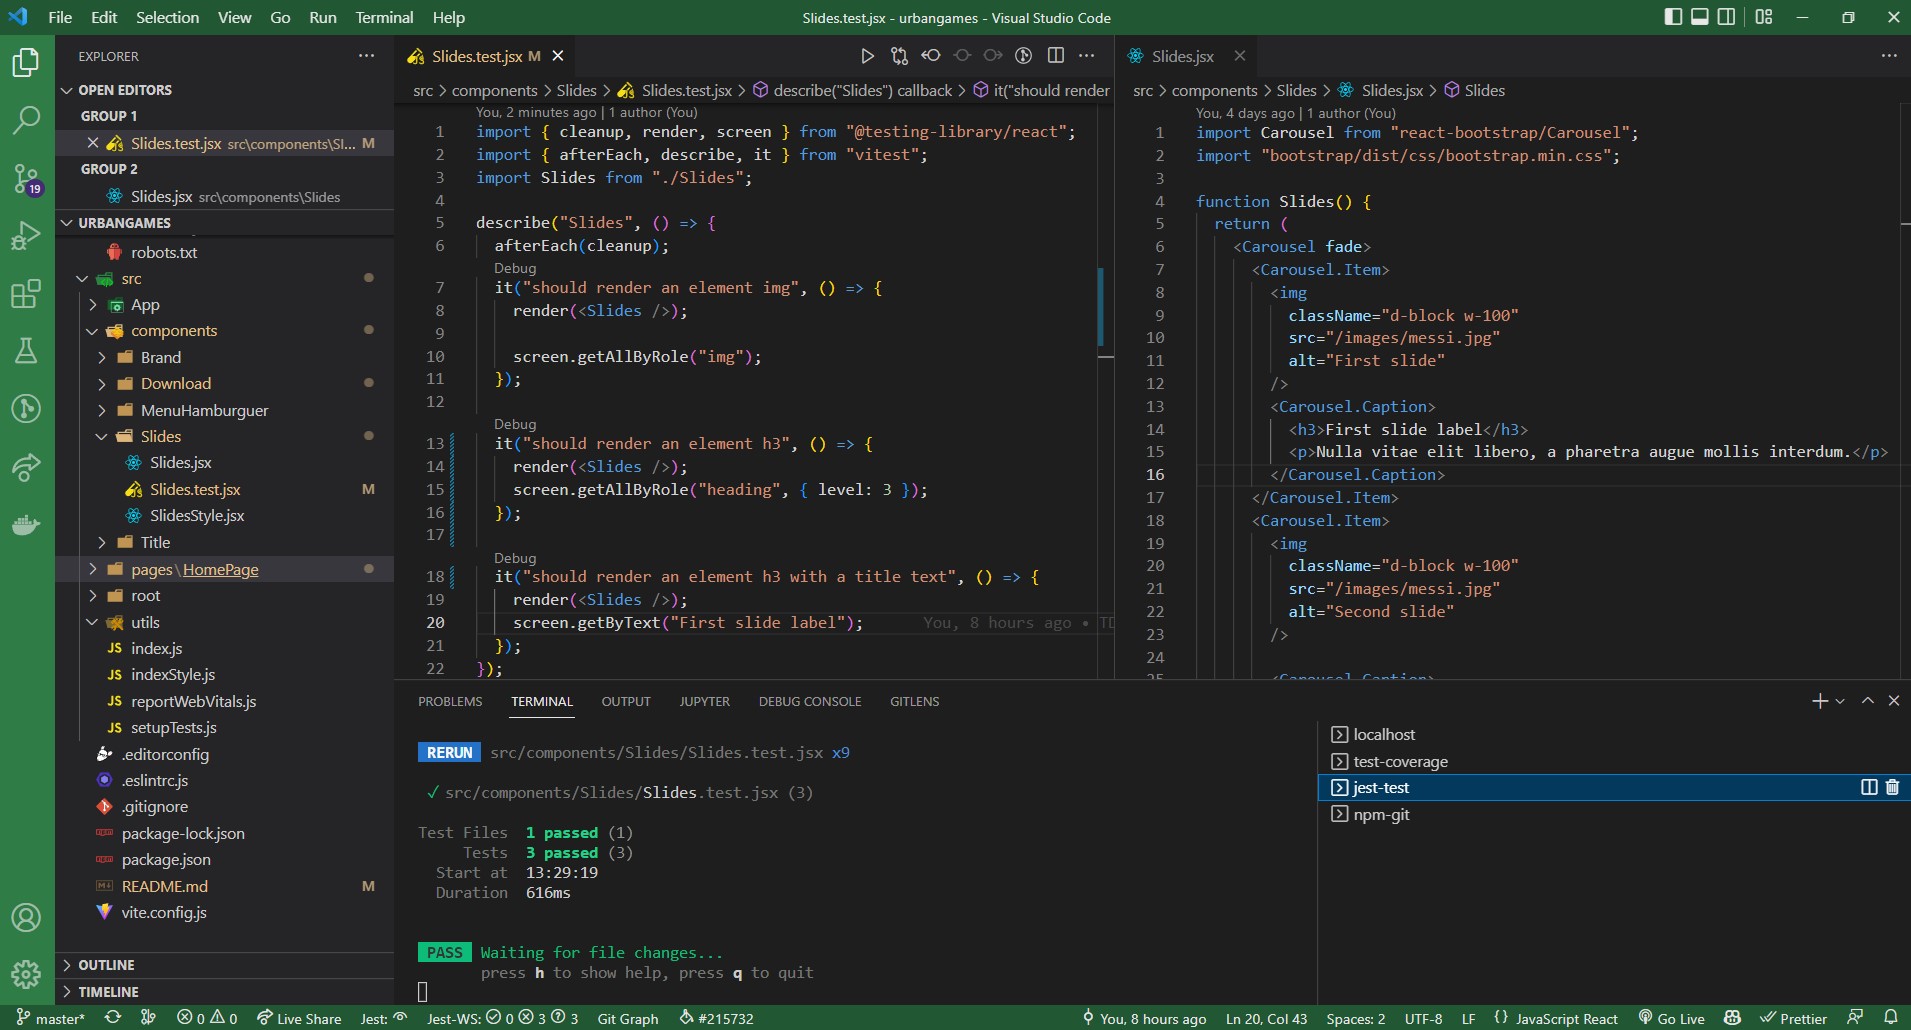 File Edit Selection View Go Run Terminal Help
Slides.test.jsx - urbangames - Visual Studio Code
EXPLORER
OPEN EDITORS
GROUP 1
Slides.test.jsx src\components\Sl... M
GROUP 2
Slides.jsx src\components\Slides
URBANGAMES
robots.txt
src
App
components
Brand
Download
MenuHamburguer
Slides
Slides.jsx
Slides.test.jsx M
SlidesStyle.jsx
Title
pages\HomePage
root
utils
JS index.js
JS indexStyle.js
JS reportWebVitals.js
JS setupTests.js
.editorconfig
.eslintrc.js
.gitignore
package-lock.json
package.json
README.md M
vite.config.js
OUTLINE
TIMELINE
19
Slides.test.jsx M
src > components > Slides > Slides.test.jsx > describe("Slides") callback > it("should render
You, 2 minutes ago | 1 author (You)
1 import { cleanup, render, screen } from "@testing-library/react";
2 import { afterEach, describe, it } from "vitest";
3 import Slides from "./Slides";
4
5 describe("Slides", () => {
6 afterEach(cleanup);
Debug
7 it("should render an element img", () => {
8 render(<Slides />);
9
10 screen.getAllByRole("img");
11 });
12
Debug
13 it("should render an element h3", () => {
14 render(<Slides />);
15 screen.getAllByRole("heading", { level: 3 });
16 });
17
Debug
18 it("should render an element h3 with a title text", () => {
19 render(<Slides />);
20 screen.getByText("First slide label"); You, 8 hours ago • TD
21 });
22 });
Slides.jsx
src > components > Slides > Slides.jsx > Slides
You, 4 days ago | 1 author (You)
1 import Carousel from "react-bootstrap/Carousel";
2 import "bootstrap/dist/css/bootstrap.min.css";
3
4 function Slides() {
5 return (
6 <Carousel fade>
7 <Carousel.Item>
8 <img
9 className="d-block w-100"
10 src="/images/messi.jpg"
11 alt="First slide"
12 />
13 <Carousel.Caption>
14 <h3>First slide label</h3>
15 <p>Nulla vitae elit libero, a pharetra augue mollis interdum.</p>
16 </Carousel.Caption>
17 </Carousel.Item>
18 <Carousel.Item>
19 <img
20 className="d-block w-100"
21 src="/images/messi.jpg"
22 alt="Second slide"
23 />
24
25 <Carousel.Caption>
PROBLEMS TERMINAL OUTPUT JUPYTER DEBUG CONSOLE GITLENS
RERUN src/components/Slides/Slides.test.jsx x9
✓ src/components/Slides/Slides.test.jsx (3)
Test Files 1 passed (1)
Tests 3 passed (3)
Start at 13:29:19
Duration 616ms
PASS Waiting for file changes...
press h to show help, press q to quit
localhost
test-coverage
jest-test
npm-git
master* 0 0 Live Share Jest: Jest-WS: 0 3 3 Git Graph #215732 You, 8 hours ago Ln 20, Col 43 Spaces: 2 UTF-8 LF {} JavaScript React Go Live Prettier